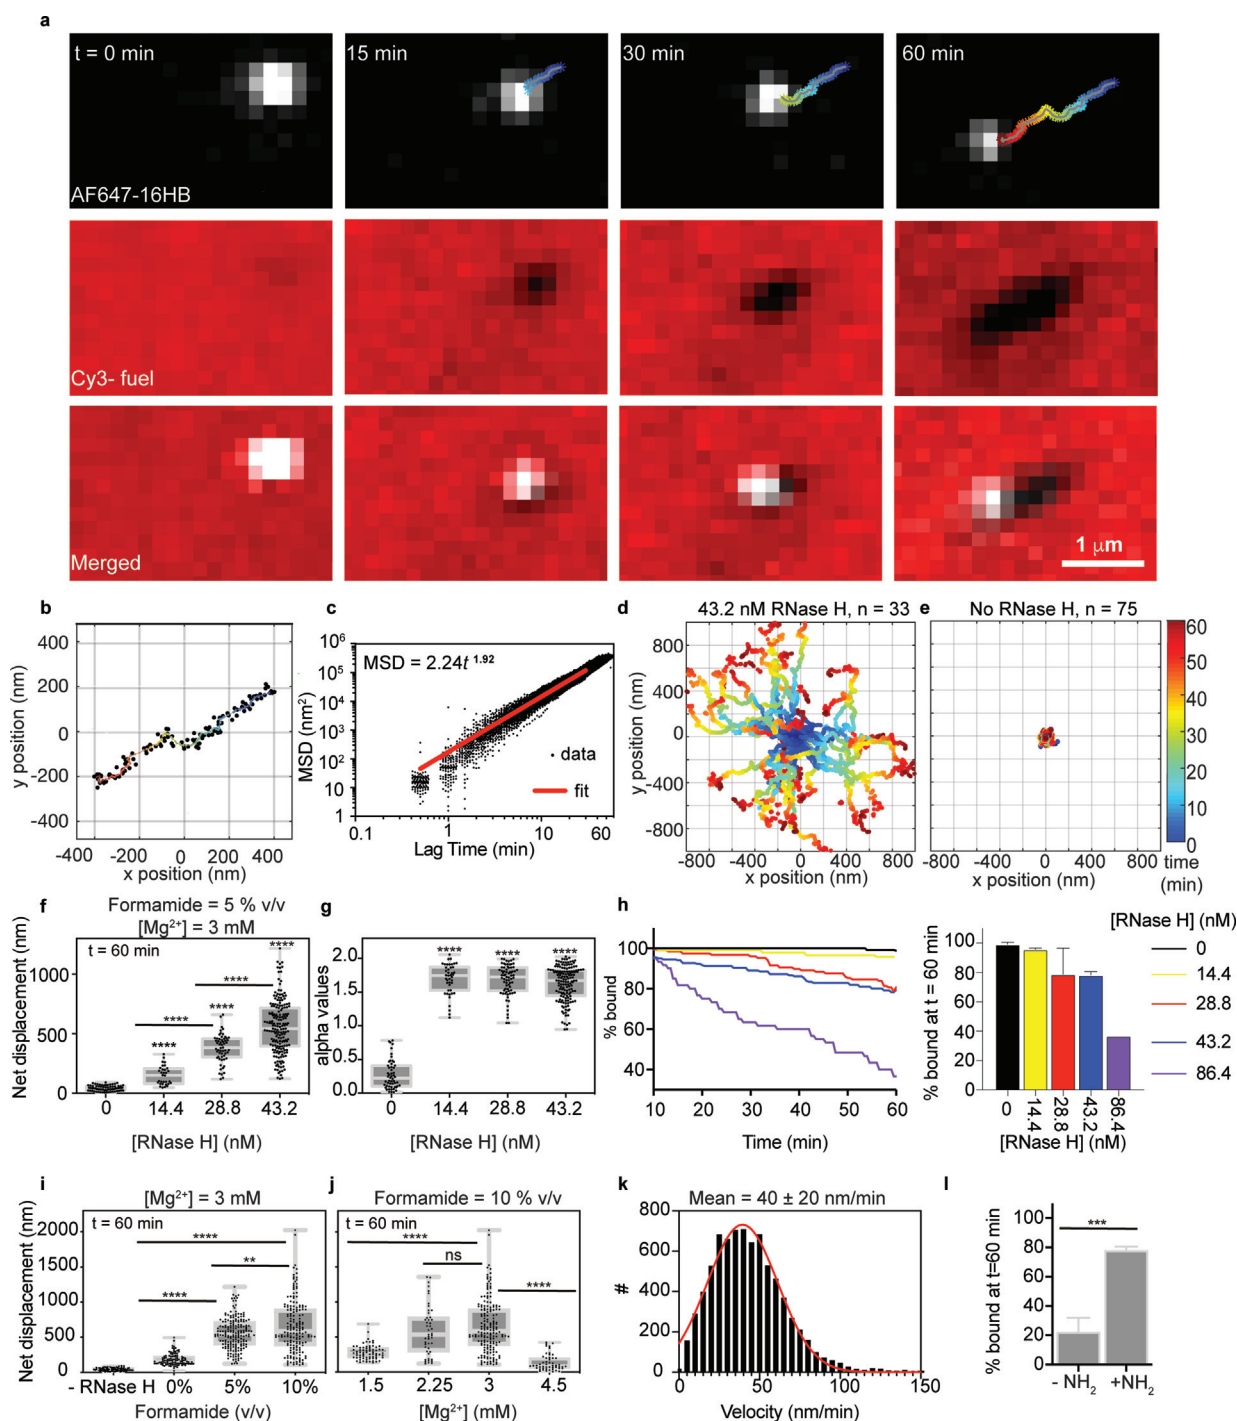 a
t = 0 min
15 min
30 min
60 min
AF647-16HB
Cy3- fuel
Merged
1 μm
b
y position (nm)
400
200
0
-200
-400
-400 -200 0 200 400
x position (nm)
c
MSD = 2.24t^1.92
MSD (nm²)
10⁶
10⁵
10⁴
10³
10²
10
1
0.1 1 10 60
data
fit
Lag Time (min)
d
43.2 nM RNase H, n = 33
y position (nm)
800
400
0
-400
-800
-800 -400 0 400 800
x position (nm)
e
No RNase H, n = 75
-800 -400 0 400 800
x position (nm)
60
50
40
30
20
10
0
time
(min)
f
Formamide = 5 % v/v
[Mg²⁺] = 3 mM
t = 60 min
Net displacement (nm)
1000
500
0
**** **** **** **** ****
0 14.4 28.8 43.2
[RNase H] (nM)
g
alpha values
2.0
1.5
1.0
0.5
0.0
**** **** ****
0 14.4 28.8 43.2
[RNase H] (nM)
h
% bound
100
80
60
40
10 20 30 40 50 60
Time (min)
% bound at t = 60 min
100
80
60
40
20
0
0 14.4 28.8 43.2 86.4
[RNase H] (nM)
[RNase H] (nM)
0
14.4
28.8
43.2
86.4
i
[Mg²⁺] = 3 mM
t = 60 min
Net displacement (nm)
2000
1500
1000
500
0
****
**
****
- RNase H 0% 5% 10%
Formamide (v/v)
j
Formamide = 10 % v/v
t = 60 min
****
ns
****
1.5 2.25 3 4.5
[Mg²⁺] (mM)
k
Mean = 40 ± 20 nm/min
#
800
600
400
200
0
0 50 100 150
Velocity (nm/min)
l
% bound at t=60 min
100
80
60
40
20
0
***
- NH₂ +NH₂